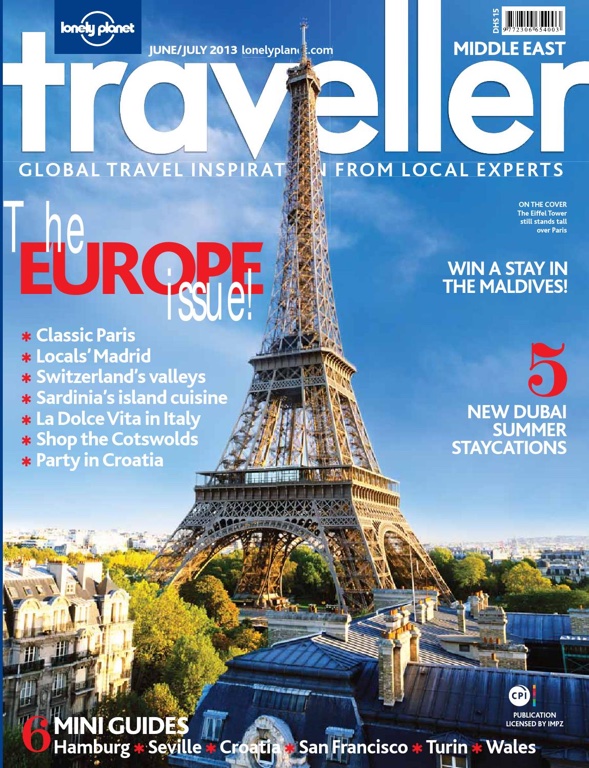 lonely planet
JUNE/JULY 2013 lonelyplanet.com
DHS 15
9772306654003
MIDDLE EAST
traveller
GLOBAL TRAVEL INSPIRATION FROM LOCAL EXPERTS
ON THE COVER
The Eiffel Tower
still stands tall
over Paris
The
EUROPE
issue!
WIN A STAY IN
THE MALDIVES!
* Classic Paris
* Locals' Madrid
* Switzerland's valleys
* Sardinia's island cuisine
* La Dolce Vita in Italy
* Shop the Cotswolds
* Party in Croatia
5
NEW DUBAI
SUMMER
STAYCATIONS
CPI
PUBLICATION
LICENSED BY IMPZ
6 MINI GUIDES
Hamburg * Seville * Croatia * San Francisco * Turin * Wales